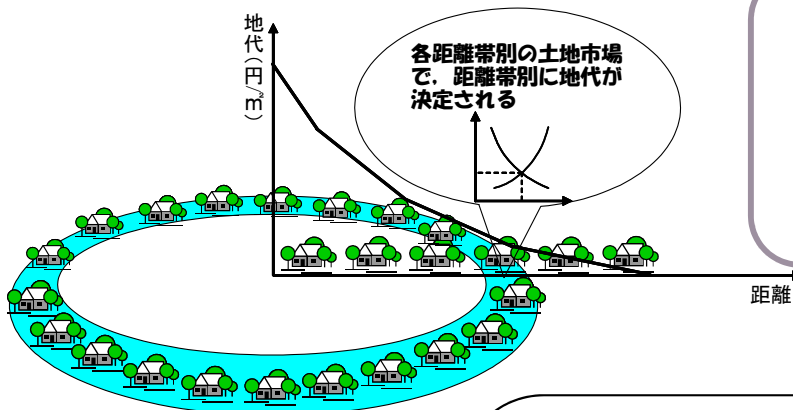 地代(円/㎡)
各距離帯別の土地市場
で,距離帯別に地代が
決定される
距離